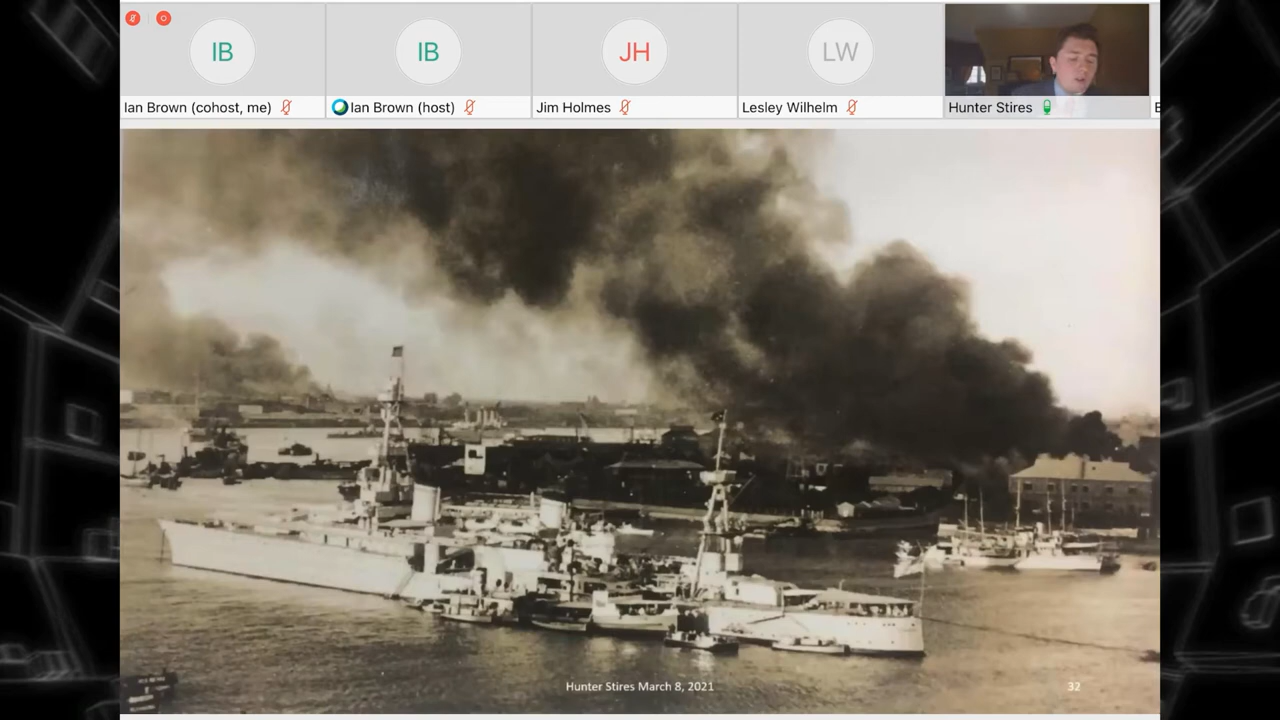 IB
IB
JH
LW
Ian Brown (cohost, me)
Ian Brown (host)
Jim Holmes
Lesley Wilhelm
Hunter Stires
E
Hunter Stires March 8, 2021
32